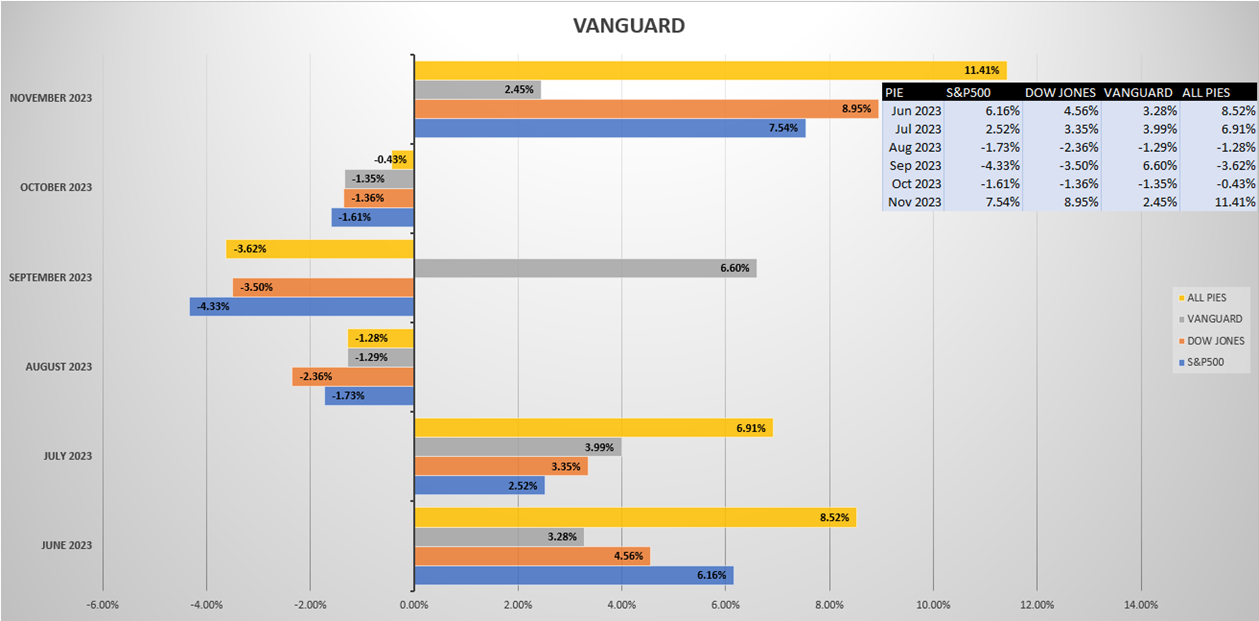 VANGUARD
NOVEMBER 2023
11.41%
2.45%
8.95%
7.54%
OCTOBER 2023
-0.43%
-1.35%
-1.36%
-1.61%
SEPTEMBER 2023
-3.62%
6.60%
-3.50%
-4.33%
AUGUST 2023
-1.28%
-1.29%
-2.36%
-1.73%
JULY 2023
6.91%
3.99%
3.35%
2.52%
JUNE 2023
8.52%
3.28%
4.56%
6.16%
-6.00% -4.00% -2.00% 0.00% 2.00% 4.00% 6.00% 8.00% 10.00% 12.00% 14.00%
PIE S&P500 DOW JONES VANGUARD ALL PIES
Jun 2023 6.16% 4.56% 3.28% 8.52%
Jul 2023 2.52% 3.35% 3.99% 6.91%
Aug 2023 -1.73% -2.36% -1.29% -1.28%
Sep 2023 -4.33% -3.50% 6.60% -3.62%
Oct 2023 -1.61% -1.36% -1.35% -0.43%
Nov 2023 7.54% 8.95% 2.45% 11.41%
ALL PIES
VANGUARD
DOW JONES
S&P500